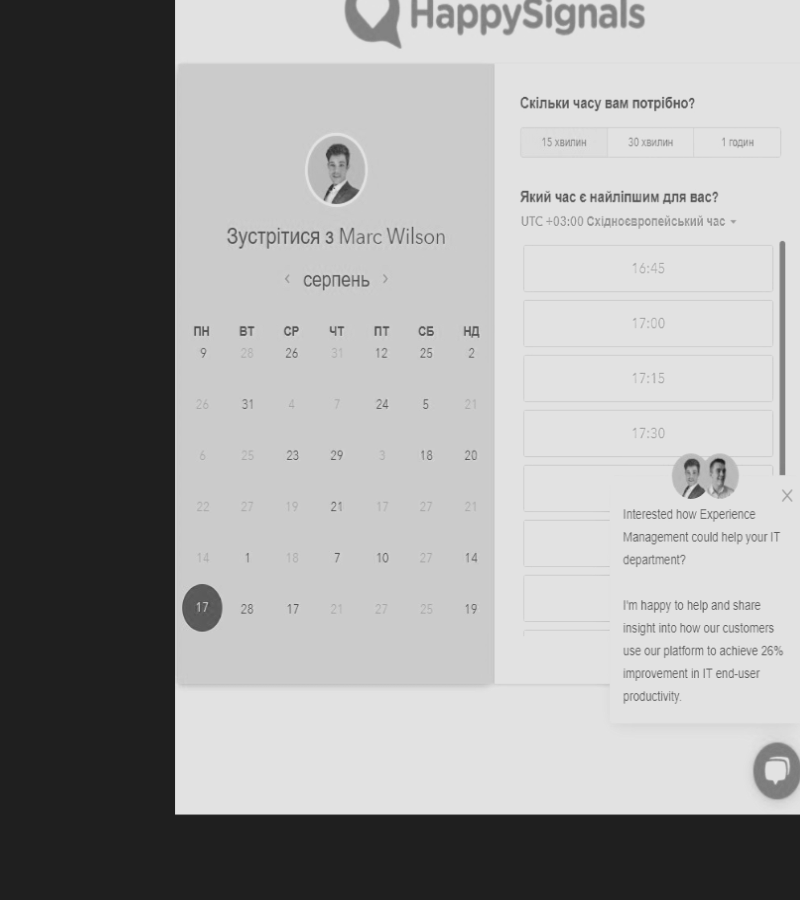 HappySignals
Зустрітися з Marc Wilson
‹ серпень ›
ПН ВТ СР ЧТ ПТ СБ НД
9 28 26 31 12 25 2
26 31 4 7 24 5 21
6 25 23 29 3 18 20
22 27 19 21 17 27 21
14 1 18 7 10 27 14
17 28 17 21 27 25 19
Скільки часу вам потрібно?
15 хвилин 30 хвилин 1 годин
Який час є найліпшим для вас?
UTC +03:00 Східноєвропейський час
16:45
17:00
17:15
17:30
Interested how Experience
Management could help your IT
department?
I'm happy to help and share
insight into how our customers
use our platform to achieve 26%
improvement in IT end-user
productivity.